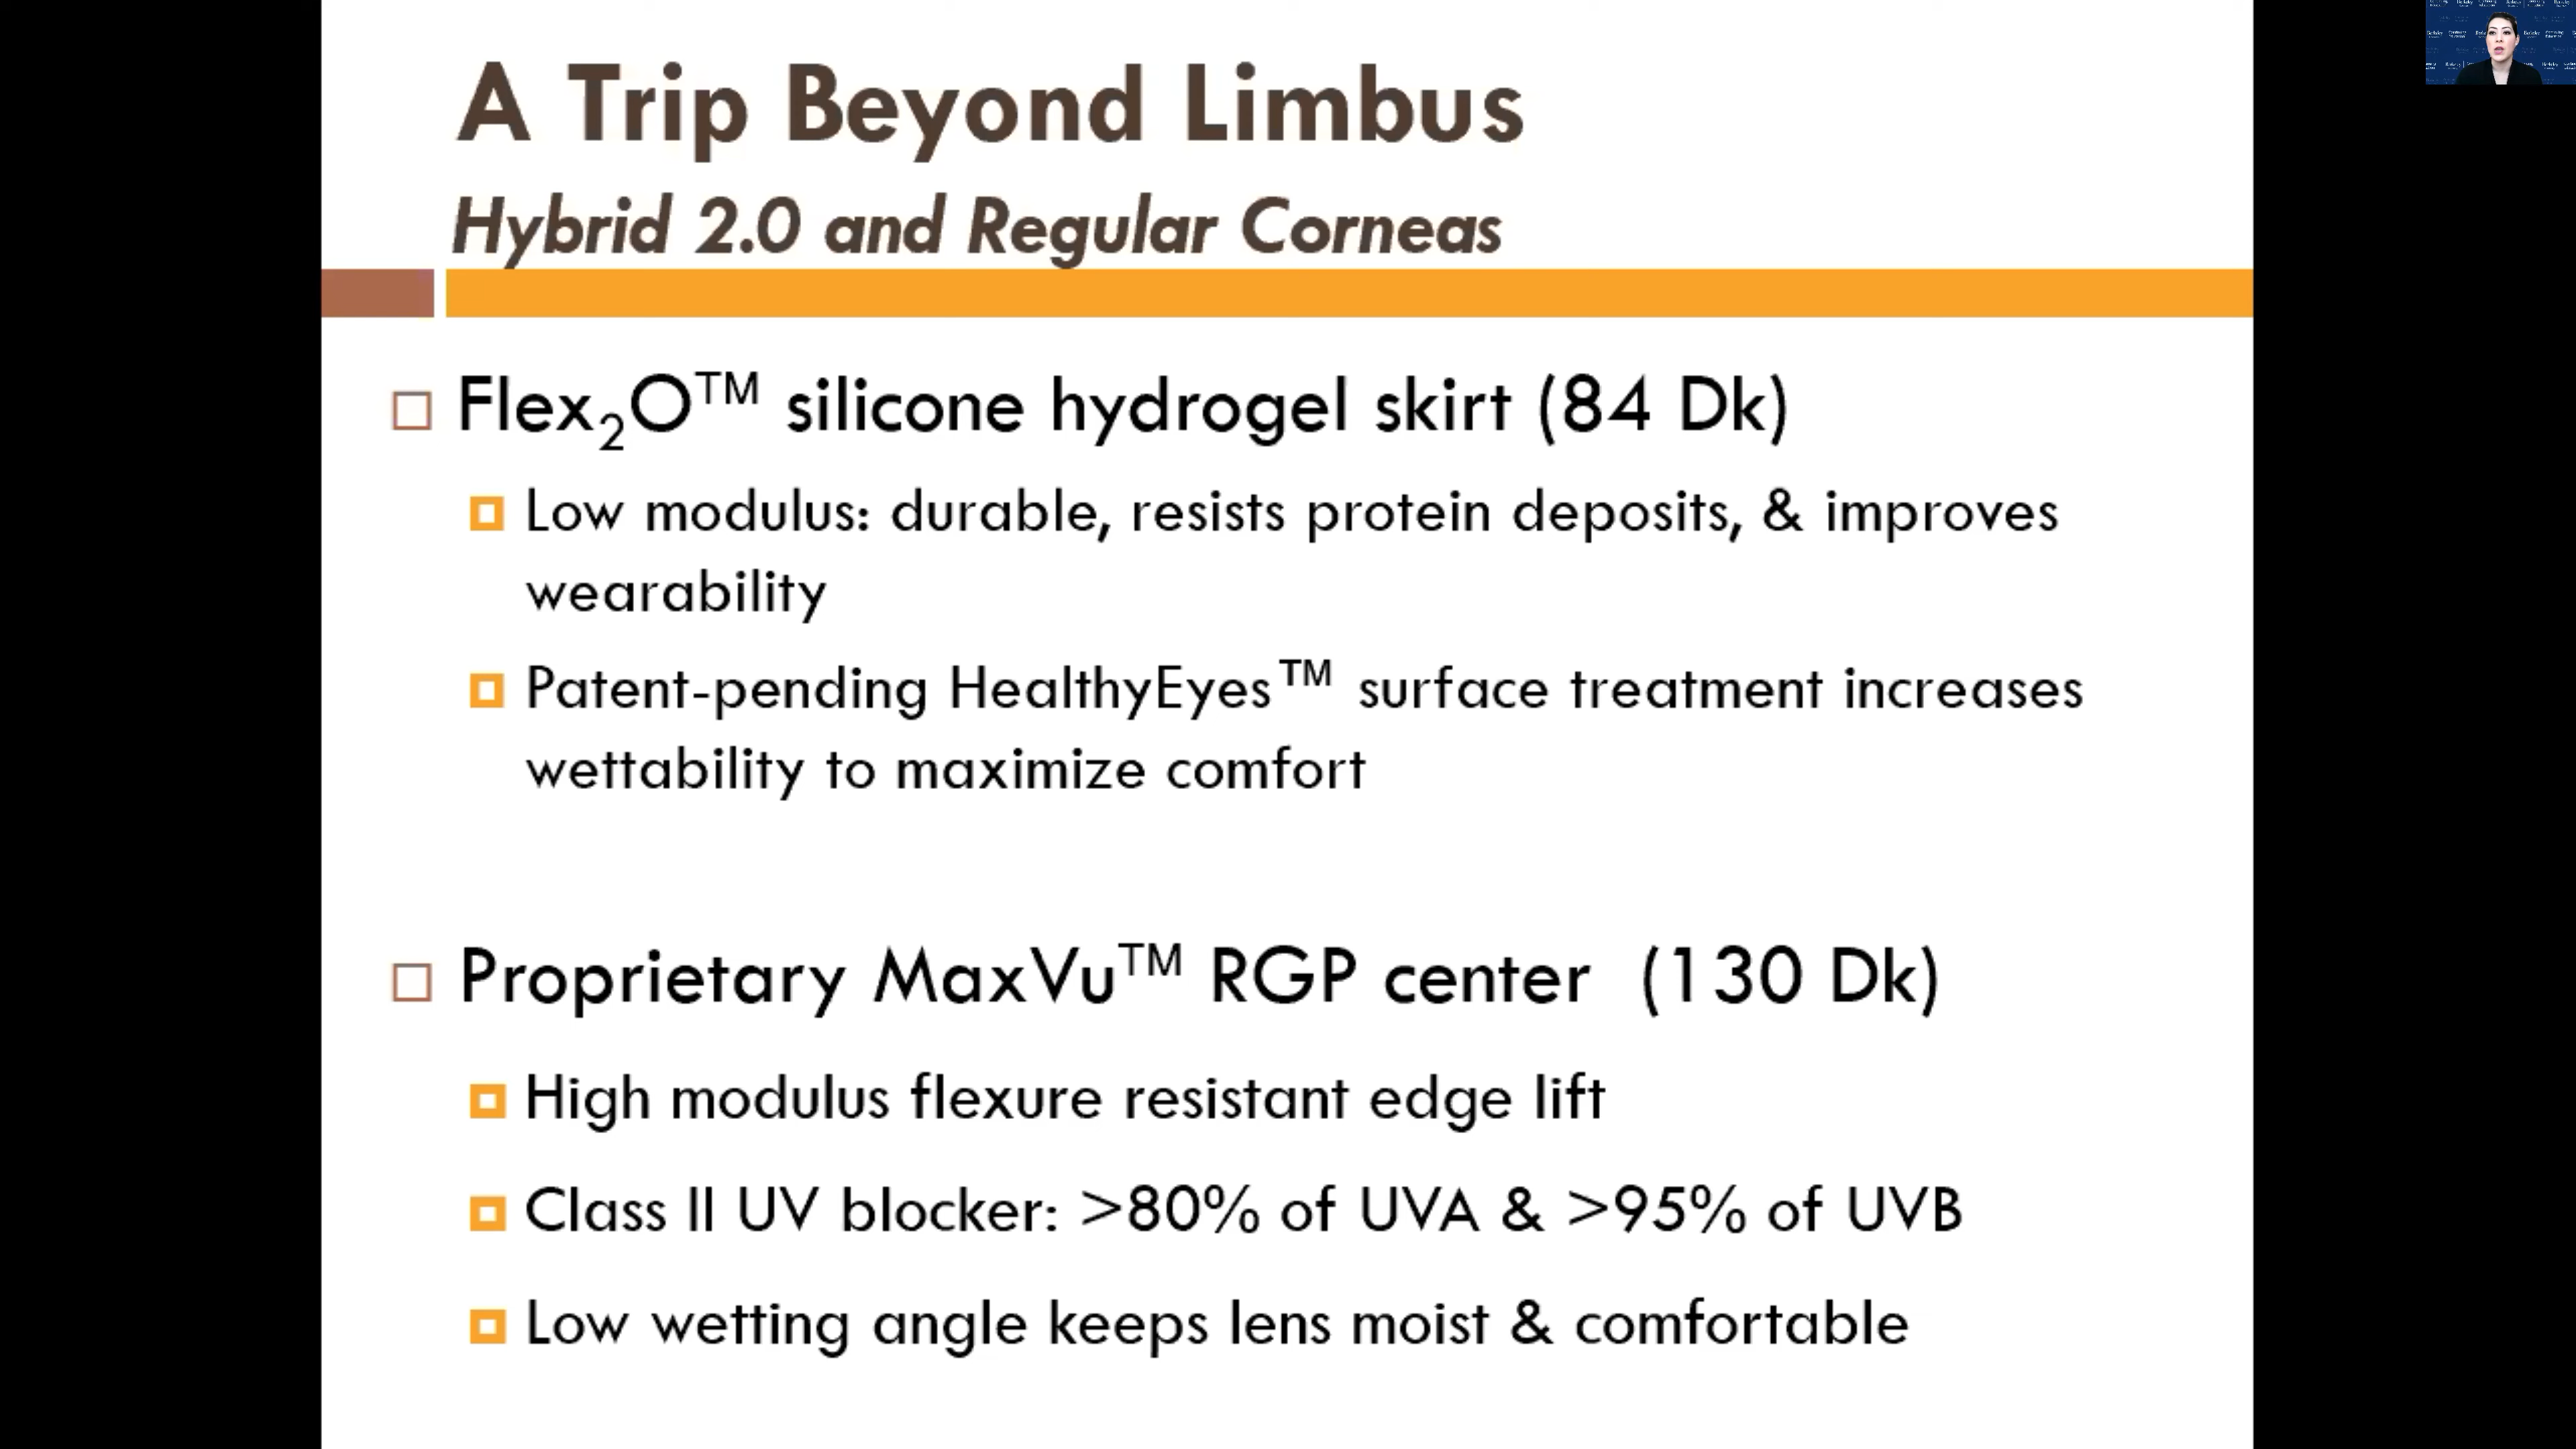 A Trip Beyond Limbus
Hybrid 2.0 and Regular Corneas
Flex₂O™ silicone hydrogel skirt (84 Dk)
Low modulus: durable, resists protein deposits, & improves
wearability
Patent-pending HealthyEyes™ surface treatment increases
wettability to maximize comfort
Proprietary MaxVu™ RGP center (130 Dk)
High modulus flexure resistant edge lift
Class II UV blocker: >80% of UVA & >95% of UVB
Low wetting angle keeps lens moist & comfortable